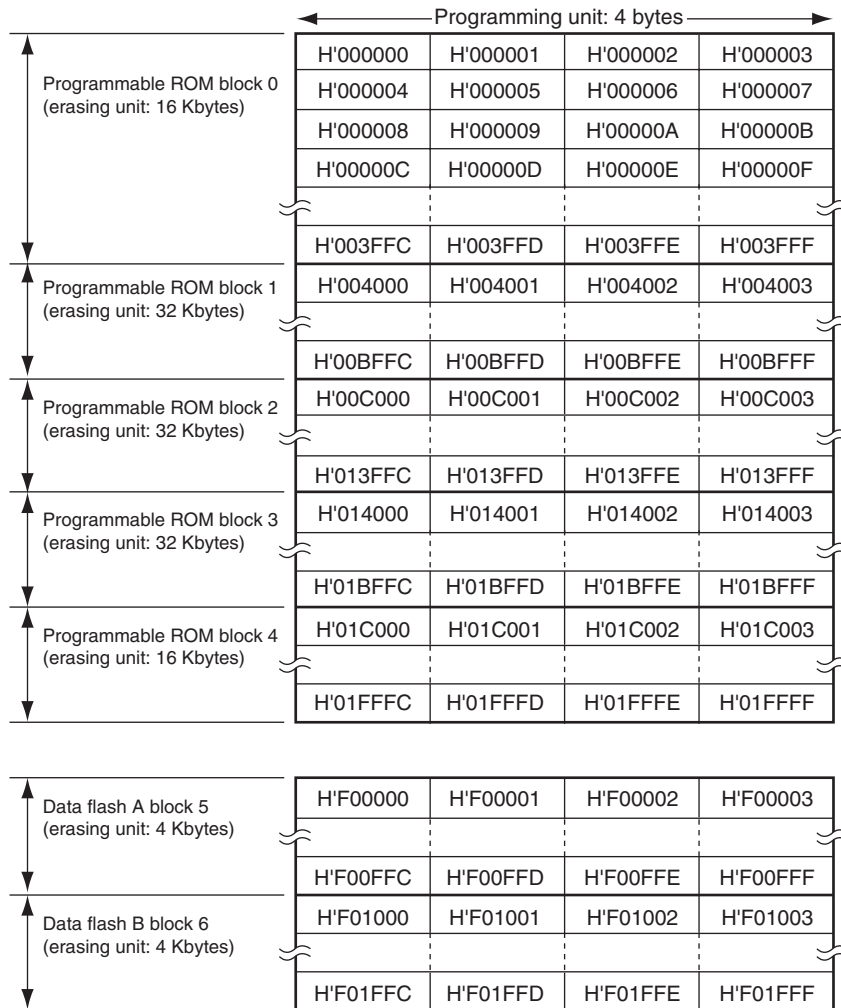 Programming unit: 4 bytes
Programmable ROM block 0
(erasing unit: 16 Kbytes)
H'000000 H'000001 H'000002 H'000003
H'000004 H'000005 H'000006 H'000007
H'000008 H'000009 H'00000A H'00000B
H'00000C H'00000D H'00000E H'00000F
H'003FFC H'003FFD H'003FFE H'003FFF
Programmable ROM block 1
(erasing unit: 32 Kbytes)
H'004000 H'004001 H'004002 H'004003
H'00BFFC H'00BFFD H'00BFFE H'00BFFF
Programmable ROM block 2
(erasing unit: 32 Kbytes)
H'00C000 H'00C001 H'00C002 H'00C003
H'013FFC H'013FFD H'013FFE H'013FFF
Programmable ROM block 3
(erasing unit: 32 Kbytes)
H'014000 H'014001 H'014002 H'014003
H'01BFFC H'01BFFD H'01BFFE H'01BFFF
Programmable ROM block 4
(erasing unit: 16 Kbytes)
H'01C000 H'01C001 H'01C002 H'01C003
H'01FFFC H'01FFFD H'01FFFE H'01FFFF
Data flash A block 5
(erasing unit: 4 Kbytes)
H'F00000 H'F00001 H'F00002 H'F00003
H'F00FFC H'F00FFD H'F00FFE H'F00FFF
Data flash B block 6
(erasing unit: 4 Kbytes)
H'F01000 H'F01001 H'F01002 H'F01003
H'F01FFC H'F01FFD H'F01FFE H'F01FFF